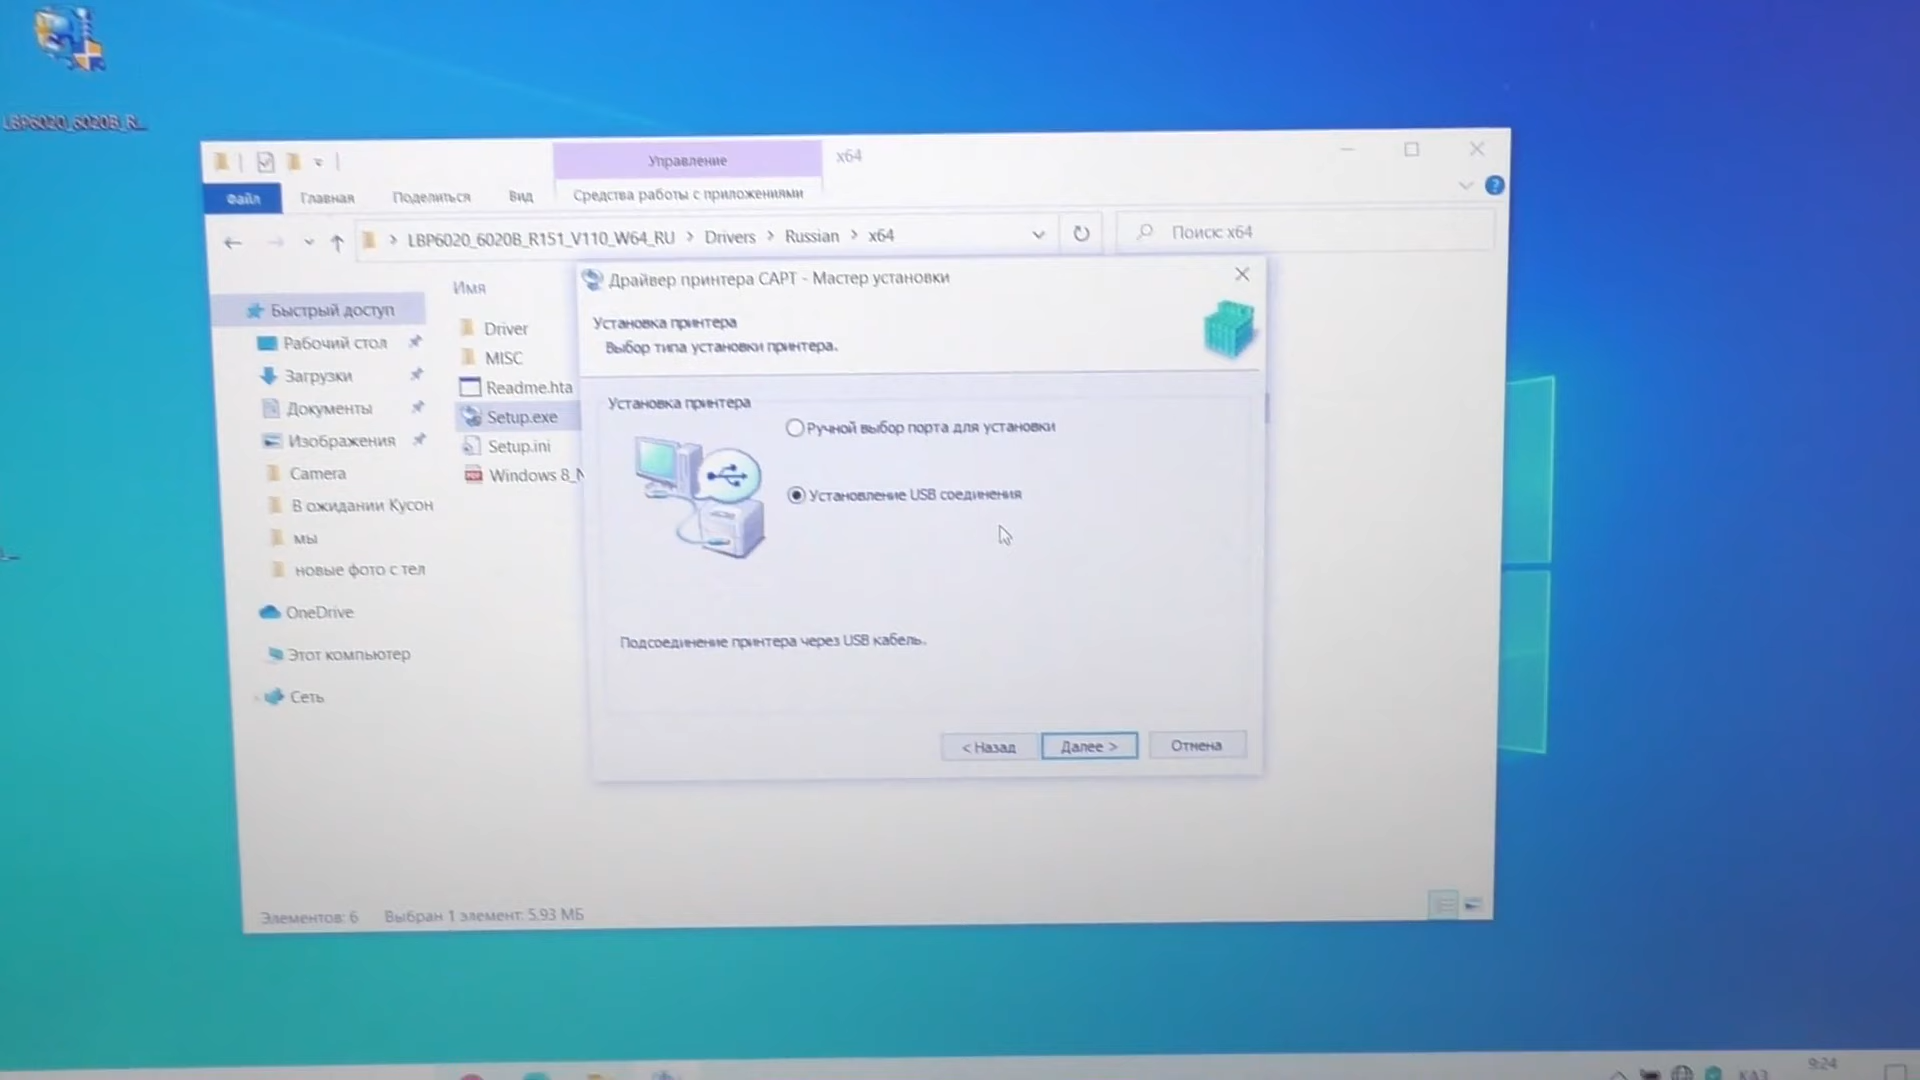 LBP6020_6020B_R...
Управление
x64
Файл
Главная
Поделиться
Вид
Средства работы с приложениями
LBP6020_6020B_R151_V110_W64_RU > Drivers > Russian > x64
Поиск: x64
Имя
Быстрый доступ
Рабочий стол
Загрузки
Документы
Изображения
Camera
В ожидании Кусон
мы
новые фото с тел
OneDrive
Этот компьютер
Сеть
Driver
MISC
Readme.hta
Setup.exe
Setup.ini
Windows 8_N
Драйвер принтера CAPT - Мастер установки
Установка принтера
Выбор типа установки принтера.
Установка принтера
Ручной выбор порта для установки
Установление USB соединения
Подсоединение принтера через USB кабель.
< Назад
Далее >
Отмена
Элементов: 6
Выбран 1 элемент: 5,93 МБ
КАЗ
9:24